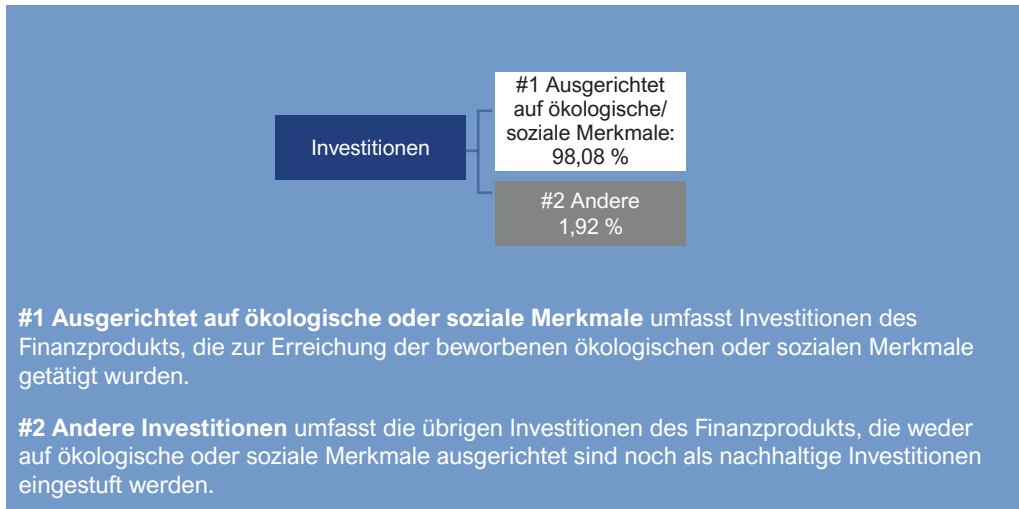 Investitionen
#1 Ausgerichtet
auf ökologische/
soziale Merkmale:
98,08 %
#2 Andere
1,92 %
#1 Ausgerichtet auf ökologische oder soziale Merkmale umfasst Investitionen des
Finanzprodukts, die zur Erreichung der beworbenen ökologischen oder sozialen Merkmale
getätigt wurden.
#2 Andere Investitionen umfasst die übrigen Investitionen des Finanzprodukts, die weder
auf ökologische oder soziale Merkmale ausgerichtet sind noch als nachhaltige Investitionen
eingestuft werden.